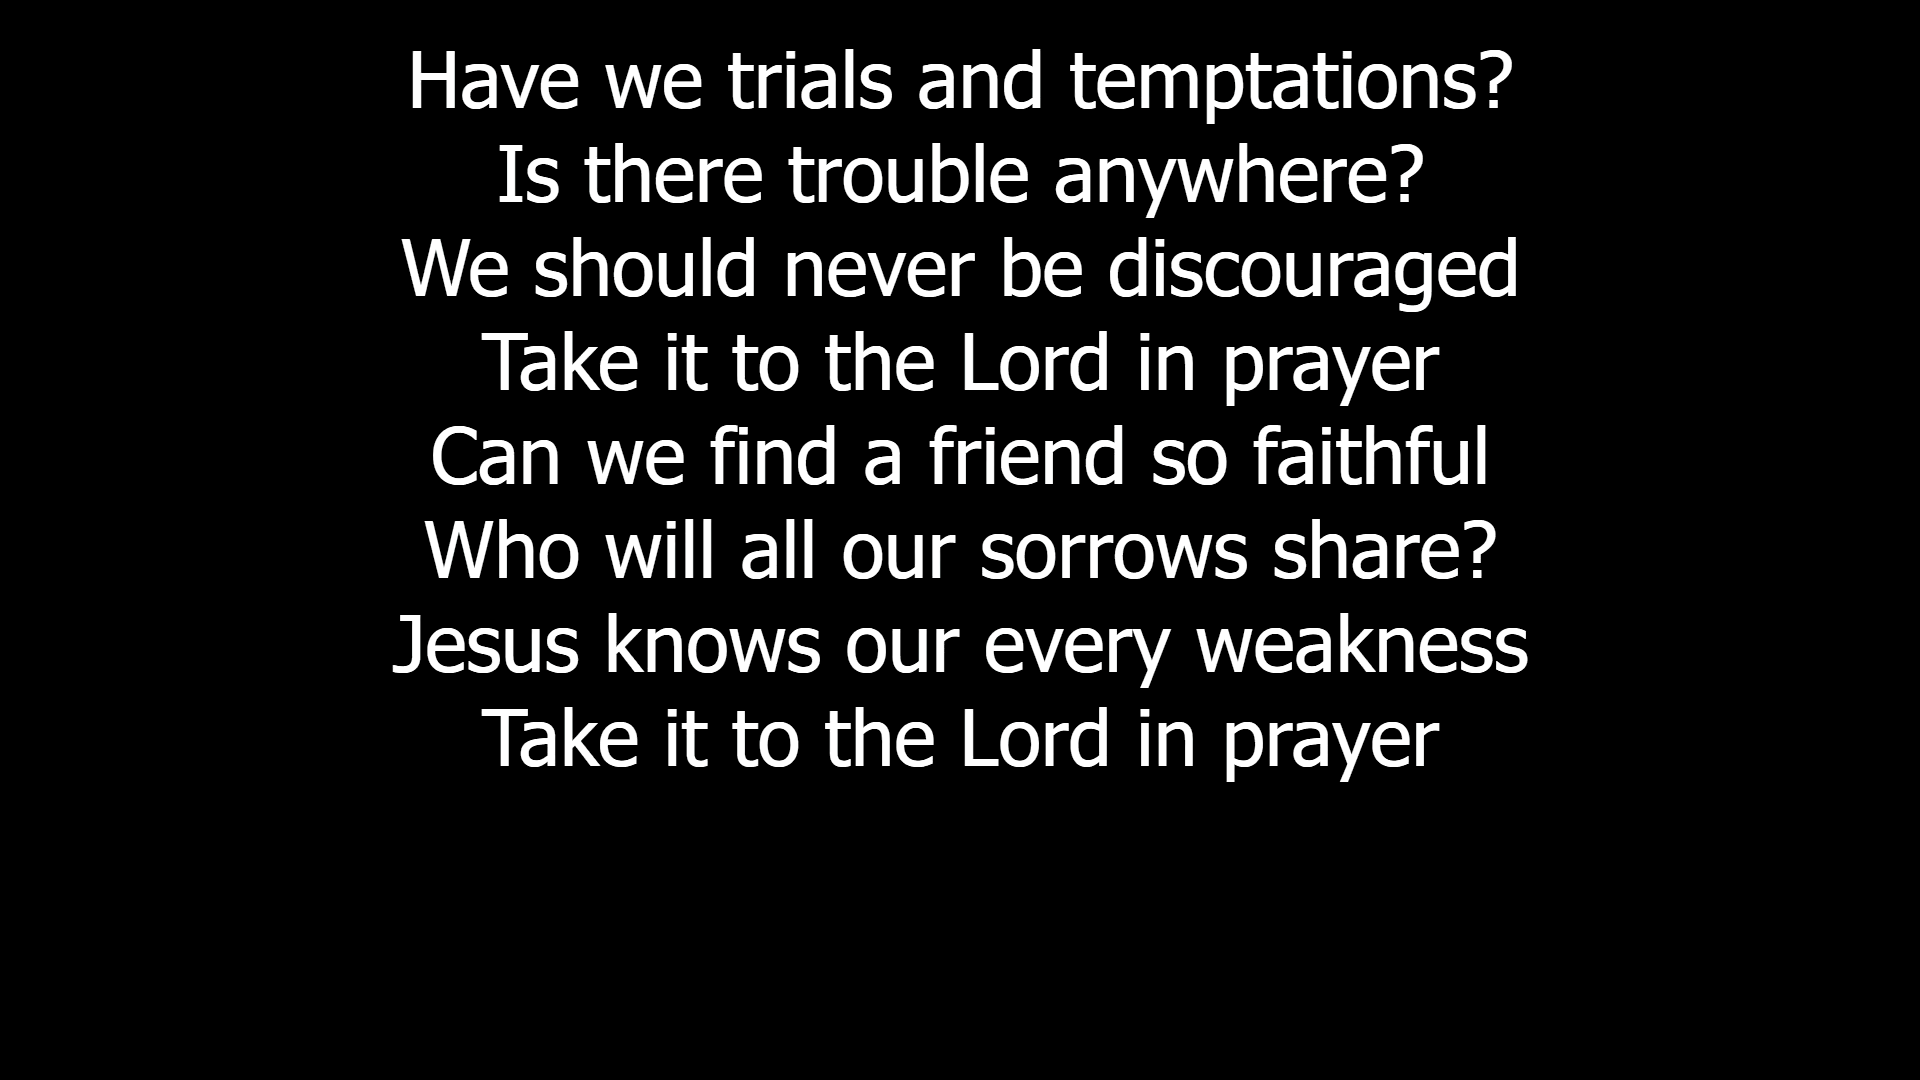 Have we trials and temptations?
Is there trouble anywhere?
We should never be discouraged
Take it to the Lord in prayer
Can we find a friend so faithful
Who will all our sorrows share?
Jesus knows our every weakness
Take it to the Lord in prayer